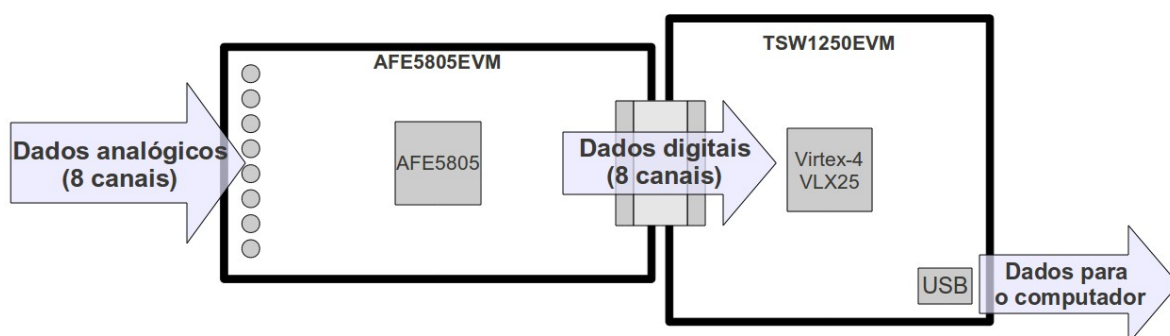 AFE5805EVM
TSW1250EVM
Dados analógicos
(8 canais)
AFE5805
Dados digitais
(8 canais)
Virtex-4
VLX25
USB
Dados para
o computador